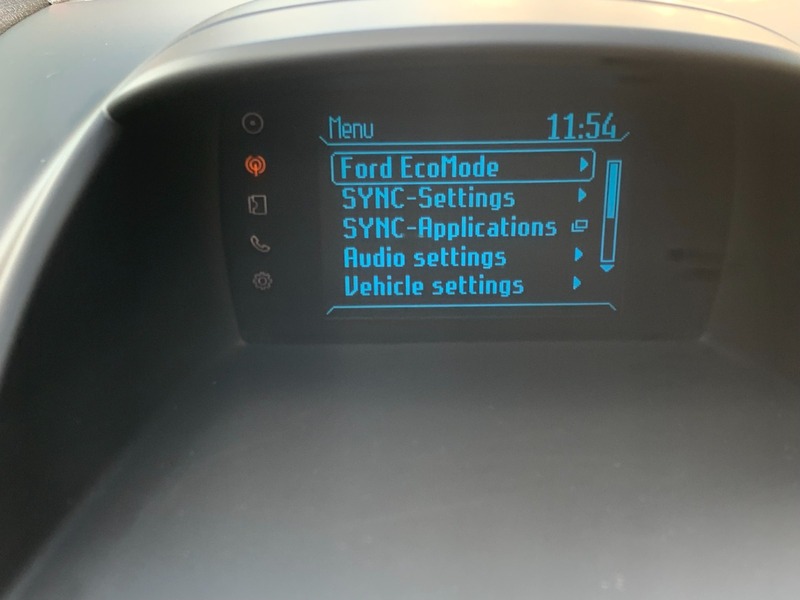 Menu 11:54
Ford EcoMode
SYNC-Settings
SYNC-Applications
Audio settings
Vehicle settings